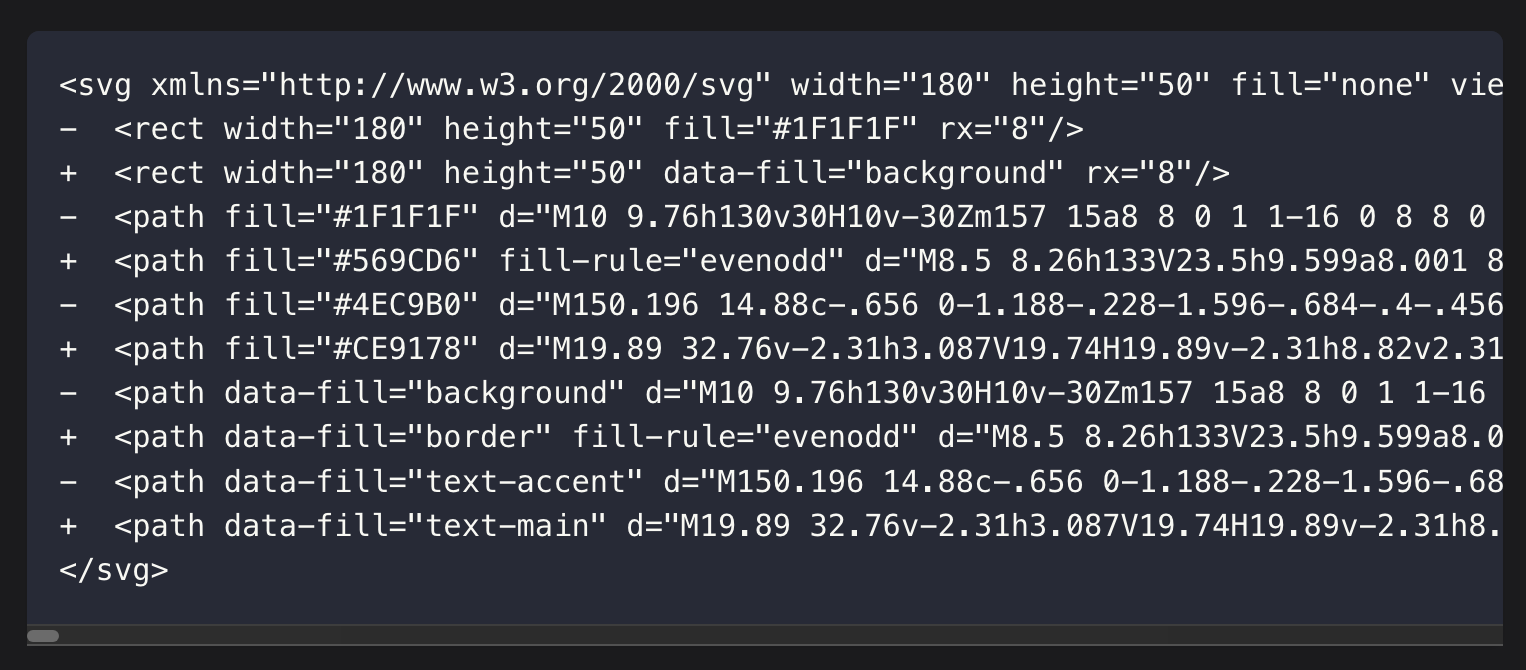 <svg xmlns="http://www.w3.org/2000/svg" width="180" height="50" fill="none" vie
−  <rect width="180" height="50" fill="#1F1F1F" rx="8"/>
+  <rect width="180" height="50" data-fill="background" rx="8"/>
−  <path fill="#1F1F1F" d="M10 9.76h130v30H10v-30Zm157 15a8 8 0 1 1-16 0 8 8 0
+  <path fill="#569CD6" fill-rule="evenodd" d="M8.5 8.26h133V23.5h9.599a8.001 8
−  <path fill="#4EC9B0" d="M150.196 14.88c-.656 0-1.188-.228-1.596-.684-.4-.456
+  <path fill="#CE9178" d="M19.89 32.76v-2.31h3.087V19.74H19.89v-2.31h8.82v2.31
−  <path data-fill="background" d="M10 9.76h130v30H10v-30Zm157 15a8 8 0 1 1-16
+  <path data-fill="border" fill-rule="evenodd" d="M8.5 8.26h133V23.5h9.599a8.0
−  <path data-fill="text-accent" d="M150.196 14.88c-.656 0-1.188-.228-1.596-.68
+  <path data-fill="text-main" d="M19.89 32.76v-2.31h3.087V19.74H19.89v-2.31h8.
</svg>